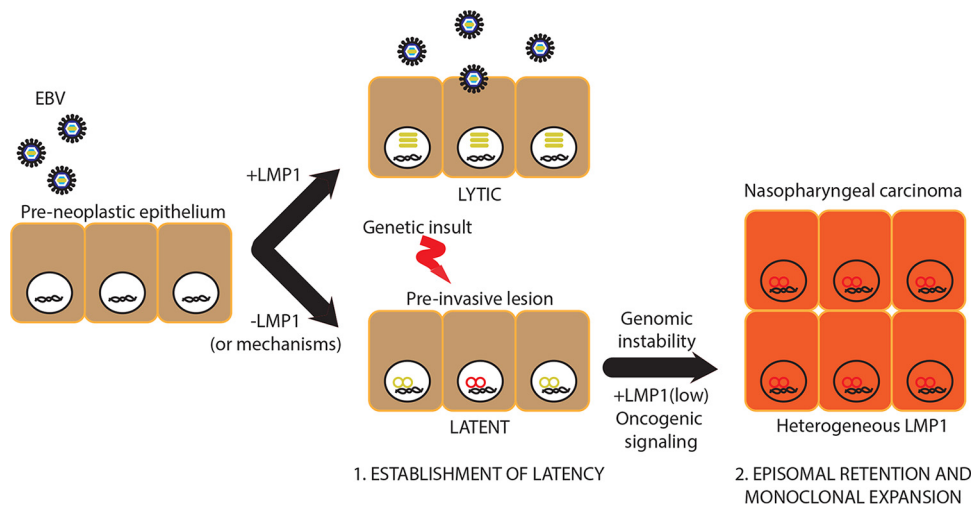 EBV
Pre-neoplastic epithelium
+LMP1
-LMP1
(or mechanisms)
LYTIC
Genetic insult
Pre-invasive lesion
LATENT
1. ESTABLISHMENT OF LATENCY
Genomic
instability
+LMP1(low)
Oncogenic
signaling
Nasopharyngeal carcinoma
Heterogeneous LMP1
2. EPISOMAL RETENTION AND
MONOCLONAL EXPANSION